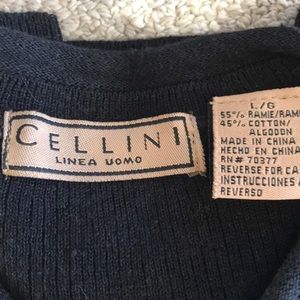 CELLINI
LINEA UOMO
L/G
55% RAMIE/RAMI
45% COTTON/
ALGODON
MADE IN CHINA
HECHO EN CHINA
RN# 70377
REVERSE FOR CA
INSTRUCCIONES A
REVERSO